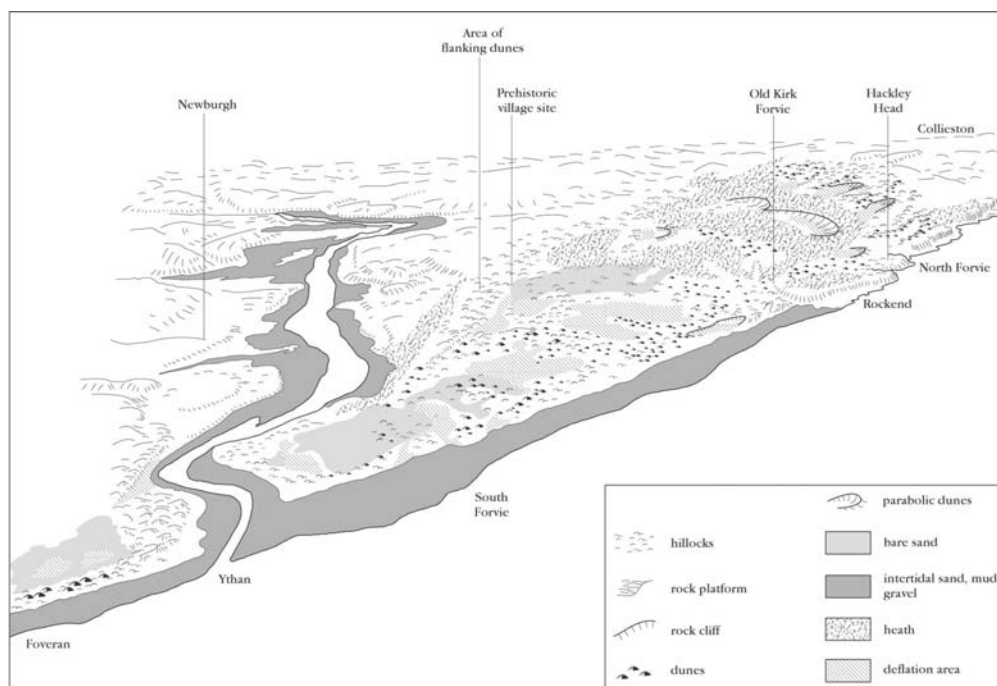 Area of
flanking dunes
Newburgh
Prehistoric
village site
Old Kirk
Forvie
Hackley
Head
Collieston
North Forvie
Rockend
South
Forvie
Ythan
Foveran
hillocks
rock platform
rock cliff
dunes
parabolic dunes
bare sand
intertidal sand, mud
gravel
heath
deflation area